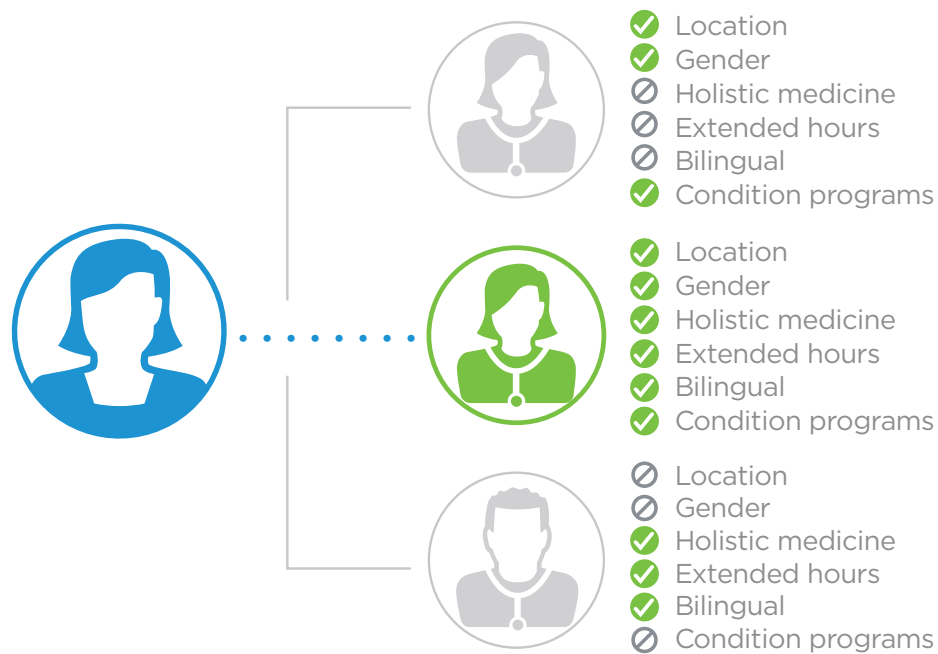 Location
Gender
Holistic medicine
Extended hours
Bilingual
Condition programs
Location
Gender
Holistic medicine
Extended hours
Bilingual
Condition programs
Location
Gender
Holistic medicine
Extended hours
Bilingual
Condition programs